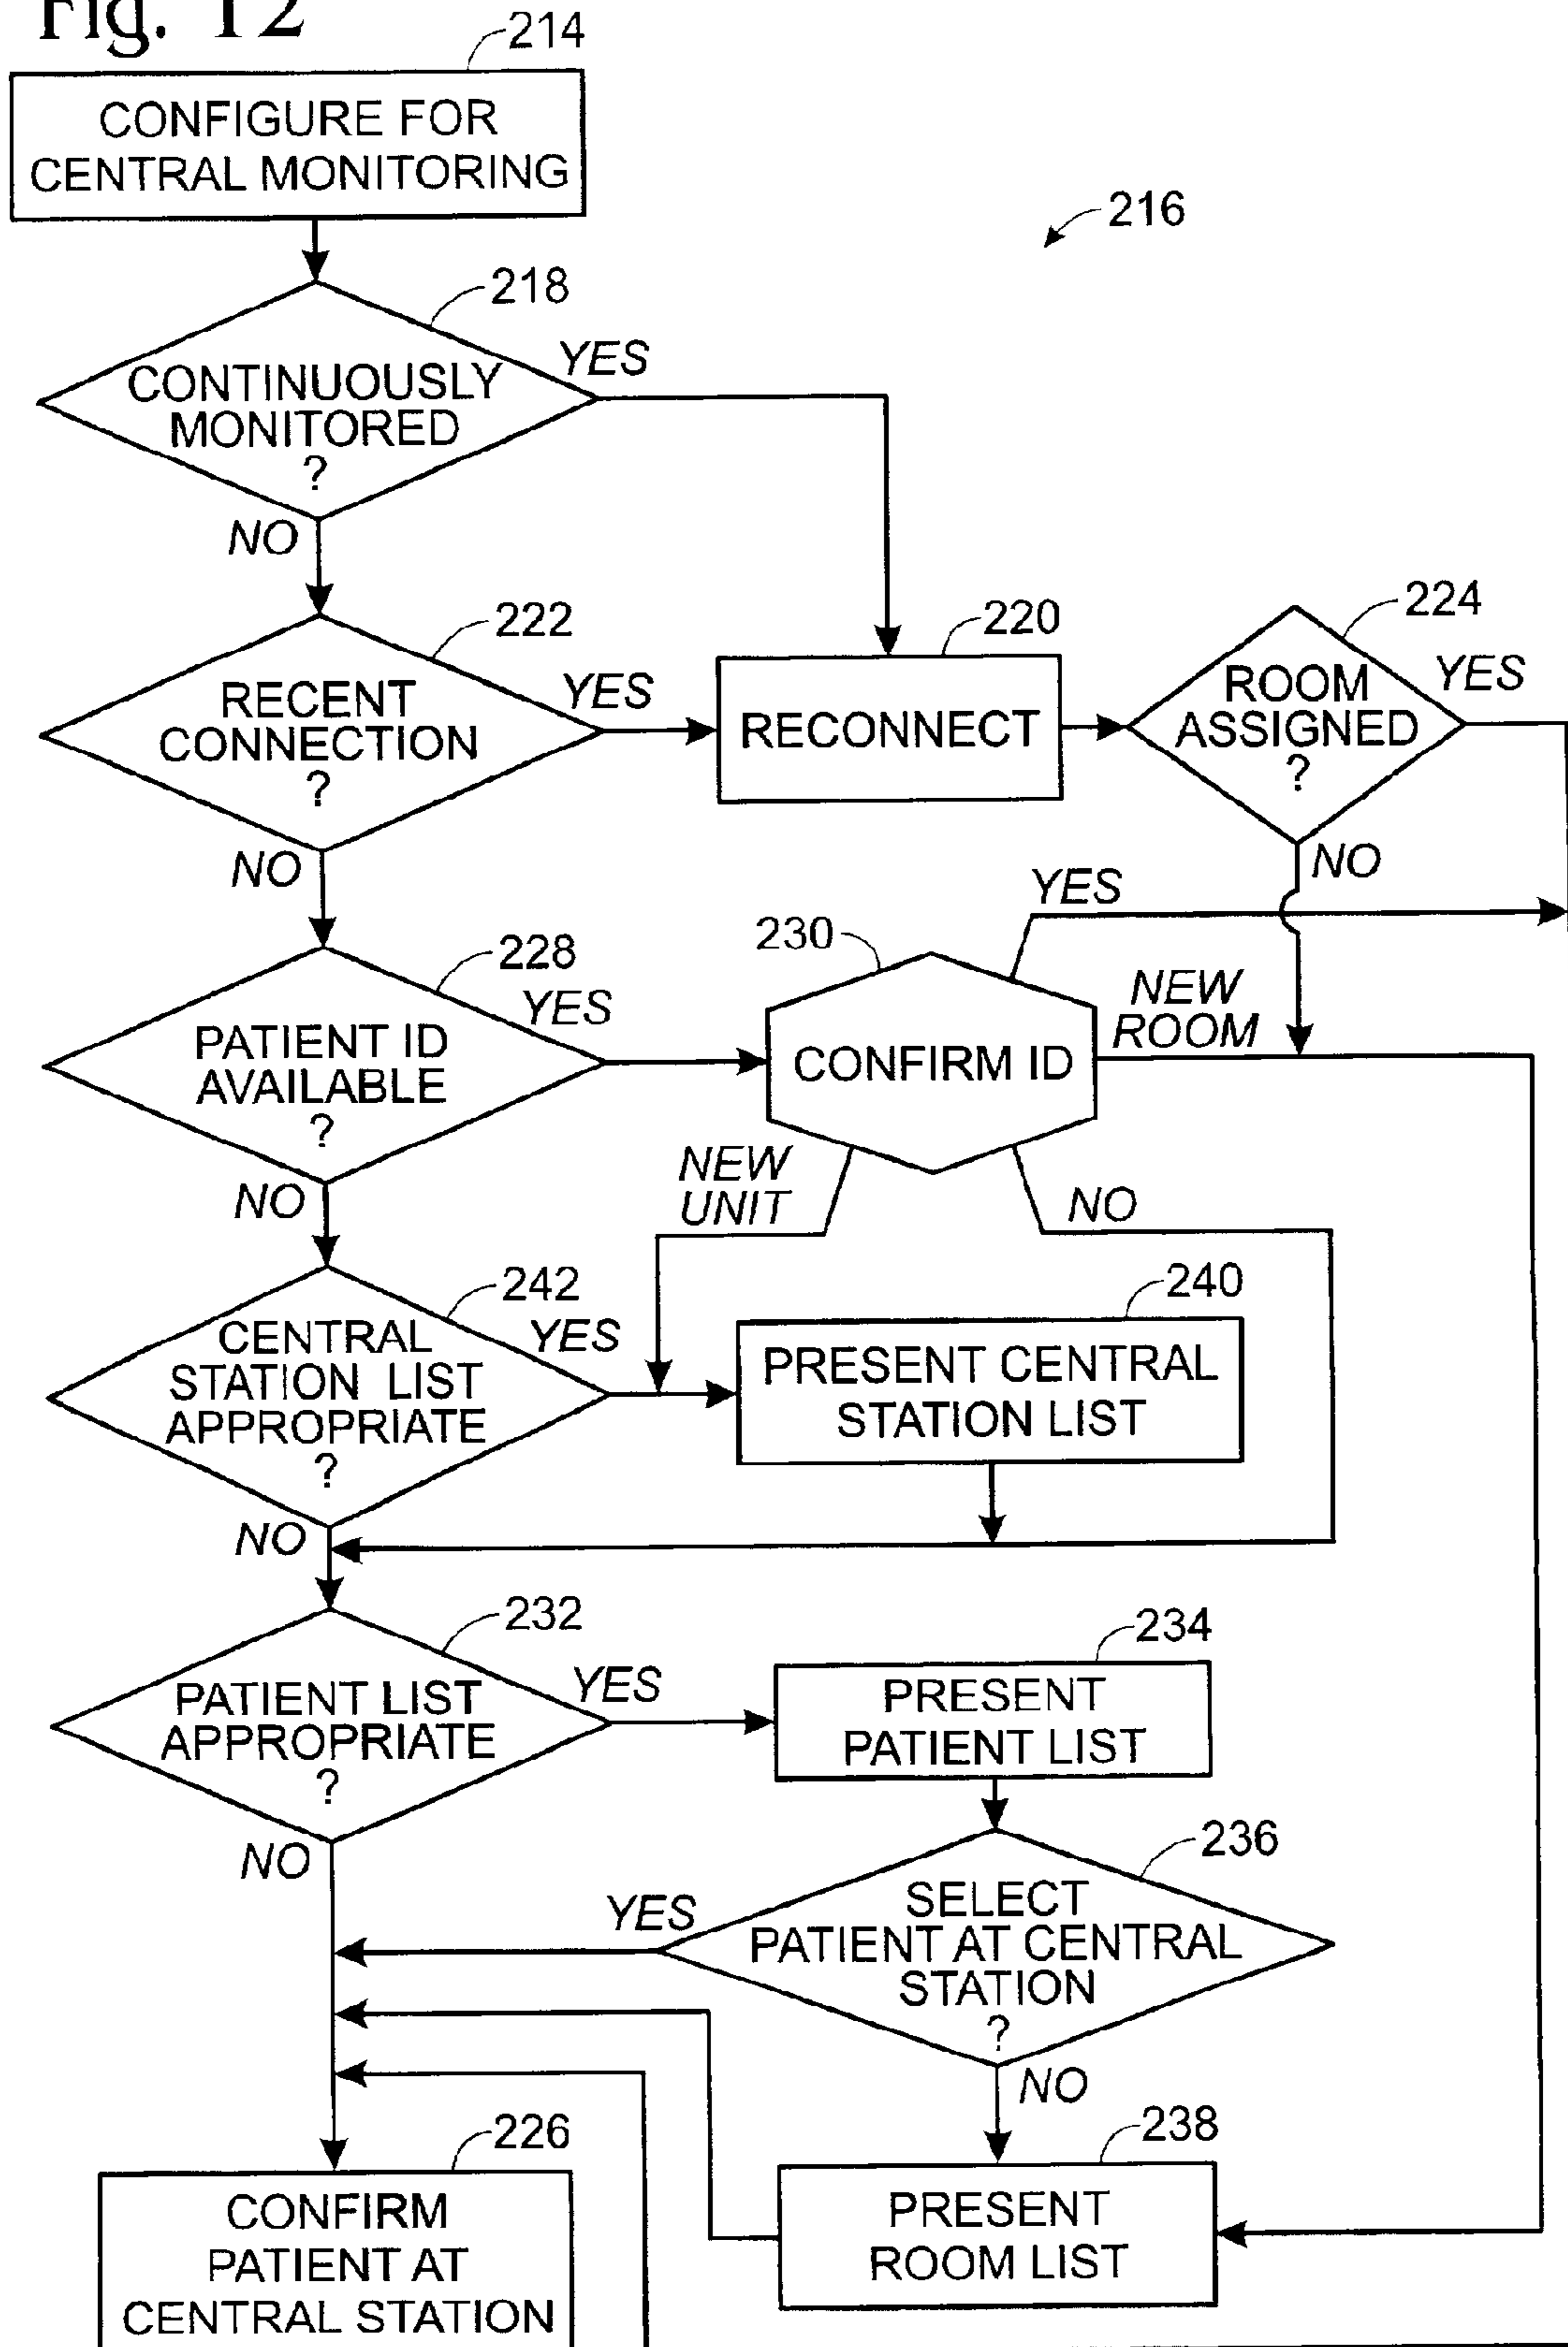 Fig. 12
214
CONFIGURE FOR
CENTRAL MONITORING
216
218
CONTINUOUSLY
MONITORED
?
YES
NO
222
RECENT
CONNECTION
?
YES
NO
220
RECONNECT
224
ROOM
ASSIGNED
?
YES
NO
228
PATIENT ID
AVAILABLE
?
YES
NO
230
CONFIRM ID
YES
NEW
ROOM
NEW
UNIT
NO
242
CENTRAL
STATION LIST
APPROPRIATE
?
YES
NO
240
PRESENT CENTRAL
STATION LIST
232
PATIENT LIST
APPROPRIATE
?
YES
NO
234
PRESENT
PATIENT LIST
236
SELECT
PATIENT AT CENTRAL
STATION
?
YES
NO
226
CONFIRM
PATIENT AT
CENTRAL STATION
238
PRESENT
ROOM LIST